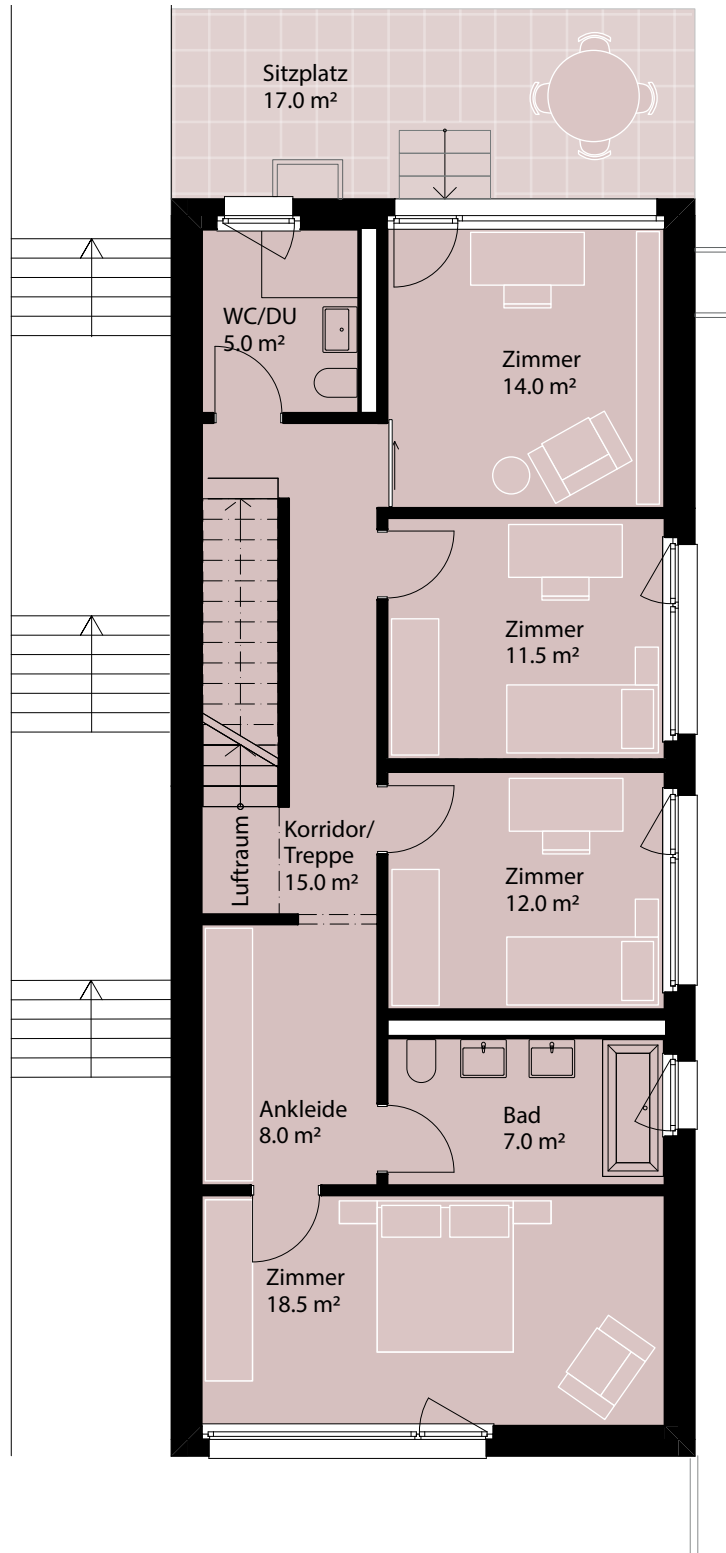 Sitzplatz
17.0 m²
WC/DU
5.0 m²
Zimmer
14.0 m²
Zimmer
11.5 m²
Luftraum
Korridor/
Treppe
15.0 m²
Zimmer
12.0 m²
Ankleide
8.0 m²
Bad
7.0 m²
Zimmer
18.5 m²